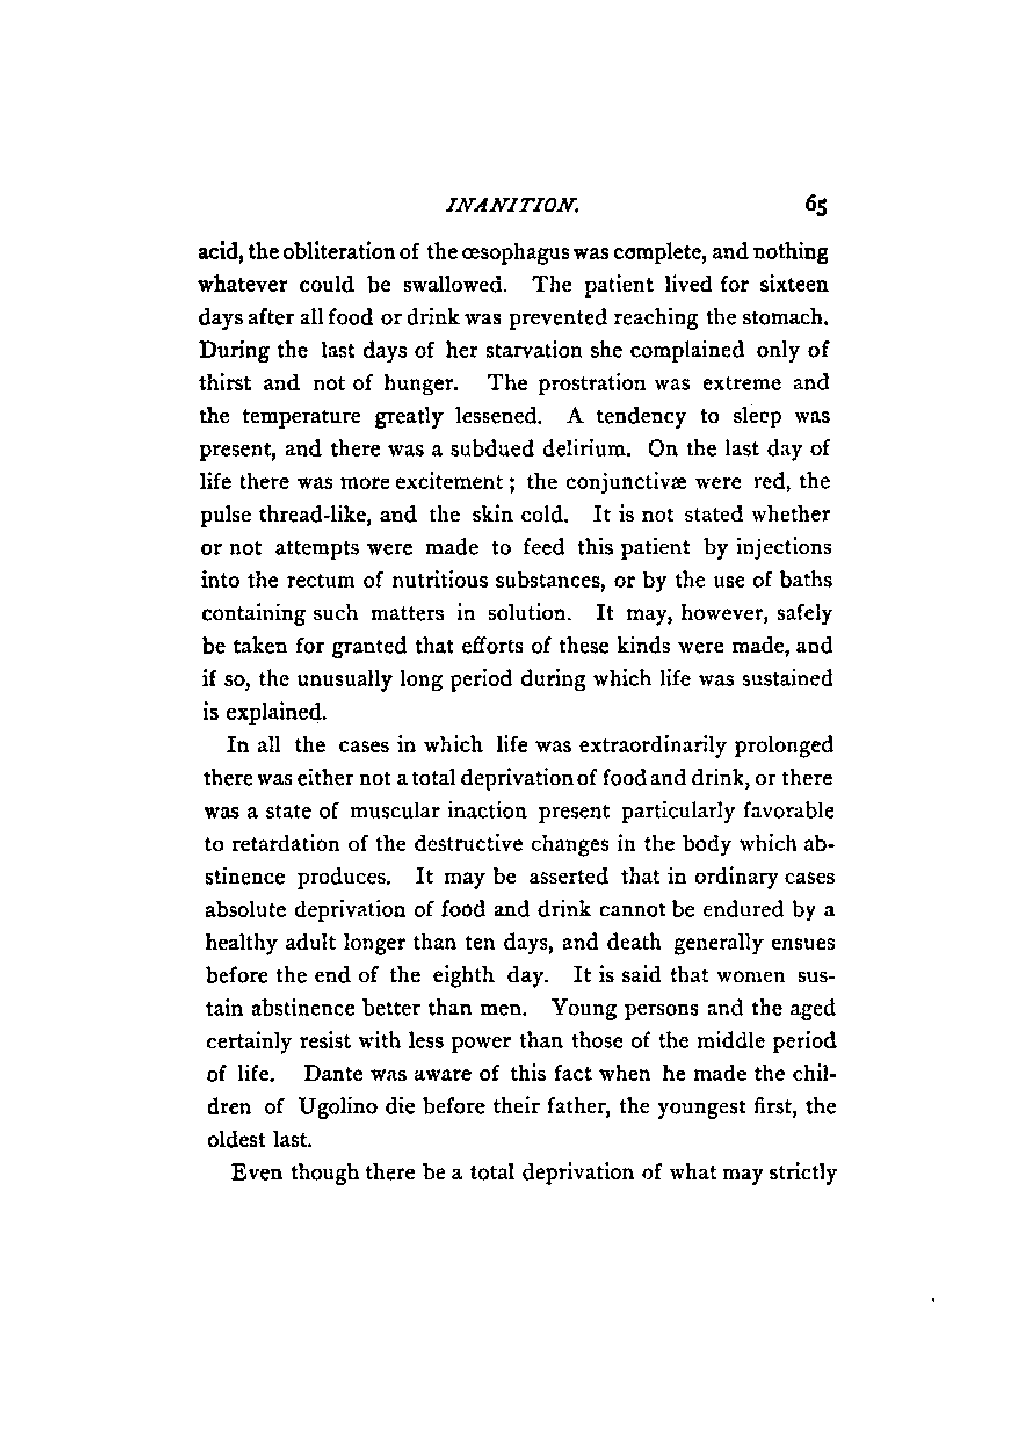 INANITION. 65
acid, the obliteration of the œsophagus was complete, and nothing
whatever could be swallowed. The patient lived for sixteen
days after all food or drink was prevented reaching the stomach.
During the last days of her starvation she complained only of
thirst and not of hunger. The prostration was extreme and
the temperature greatly lessened. A tendency to sleep was
present, and there was a subdued delirium. On the last day of
life there was more excitement ; the conjunctivæ were red, the
pulse thread-like, and the skin cold. It is not stated whether
or not attempts were made to feed this patient by injections
into the rectum of nutritious substances, or by the use of baths
containing such matters in solution. It may, however, safely
be taken for granted that efforts of these kinds were made, and
if so, the unusually long period during which life was sustained
is explained.
In all the cases in which life was extraordinarily prolonged
there was either not a total deprivation of food and drink, or there
was a state of muscular inaction present particularly favorable
to retardation of the destructive changes in the body which ab-
stinence produces. It may be asserted that in ordinary cases
absolute deprivation of food and drink cannot be endured by a
healthy adult longer than ten days, and death generally ensues
before the end of the eighth day. It is said that women sus-
tain abstinence better than men. Young persons and the aged
certainly resist with less power than those of the middle period
of life. Dante was aware of this fact when he made the chil-
dren of Ugolino die before their father, the youngest first, the
oldest last.
Even though there be a total deprivation of what may strictly